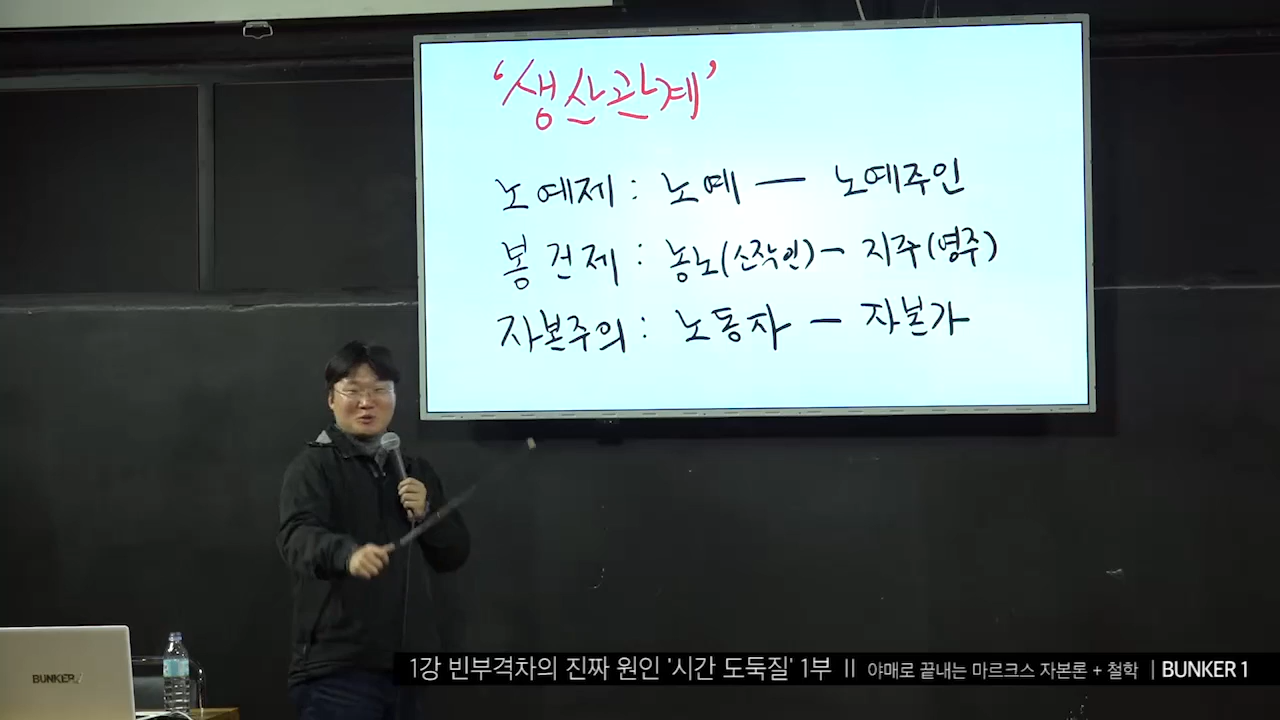 ‘생산관계’
노예제 : 노예 — 노예주인
봉건제 : 농노(소작인) — 지주(영주)
자본주의 : 노동자 — 자본가
BUNKER1
1강 빈부격차의 진짜 원인 '시간 도둑질' 1부 II 야매로 끝내는 마르크스 자본론 + 철학 | BUNKER 1